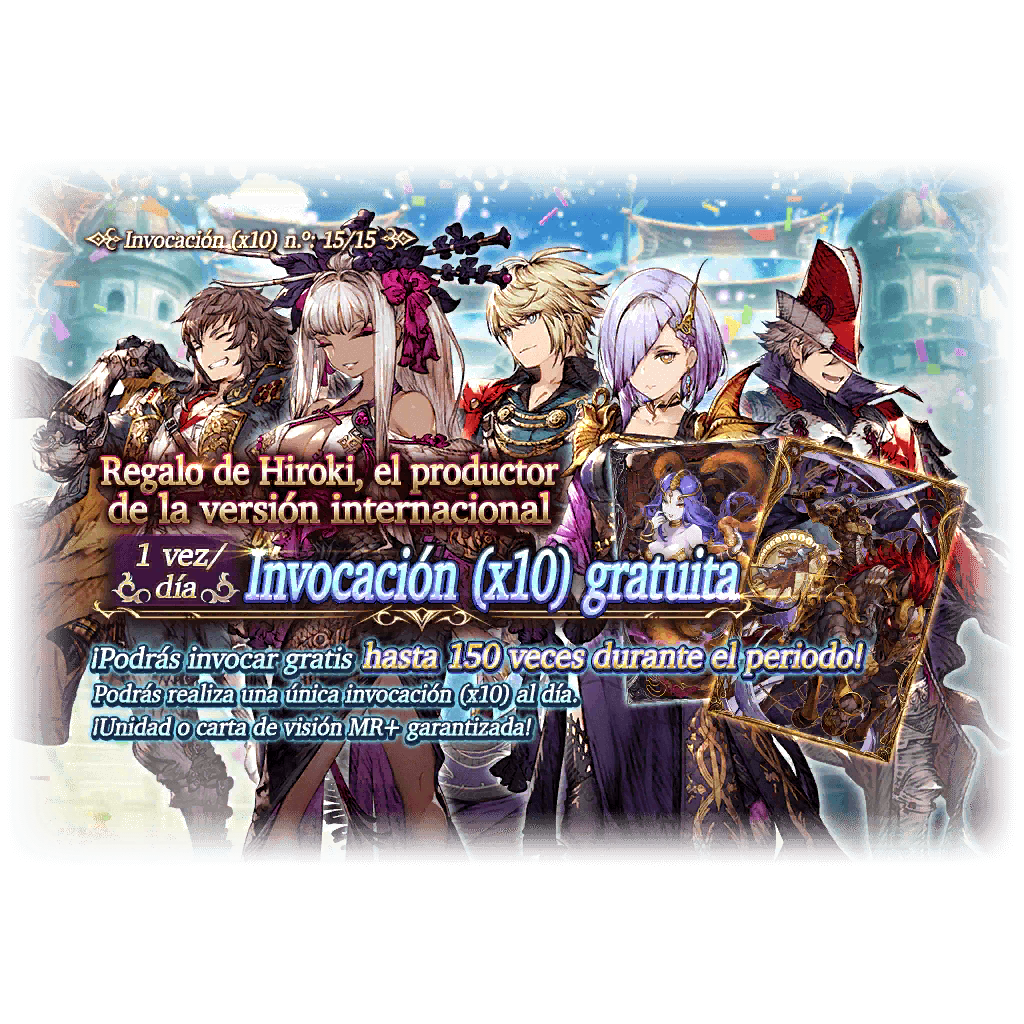 Invocación (x10) n.º: 15/15
Regalo de Hiroki, el productor
de la versión internacional
1 vez/
día
Invocación (x10) gratuita
¡Podrás invocar gratis hasta 150 veces durante el periodo!
Podrás realiza una única invocación (x10) al día.
¡Unidad o carta de visión MR+ garantizada!